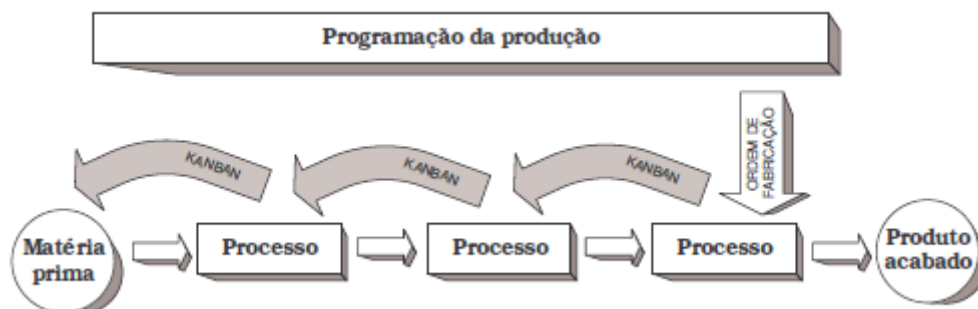 Programação da produção
ORDEM DE
FABRICAÇÃO
KANBAN
KANBAN
KANBAN
Matéria
prima
Processo
Processo
Processo
Produto
acabado